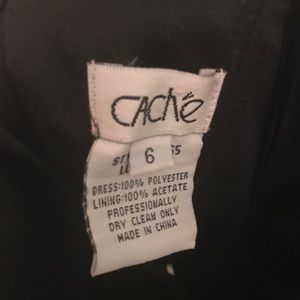 CAChé
6
DRESS:100% POLYESTER
LINING:100% ACETATE
PROFESSIONALLY
DRY CLEAN ONLY
MADE IN CHINA